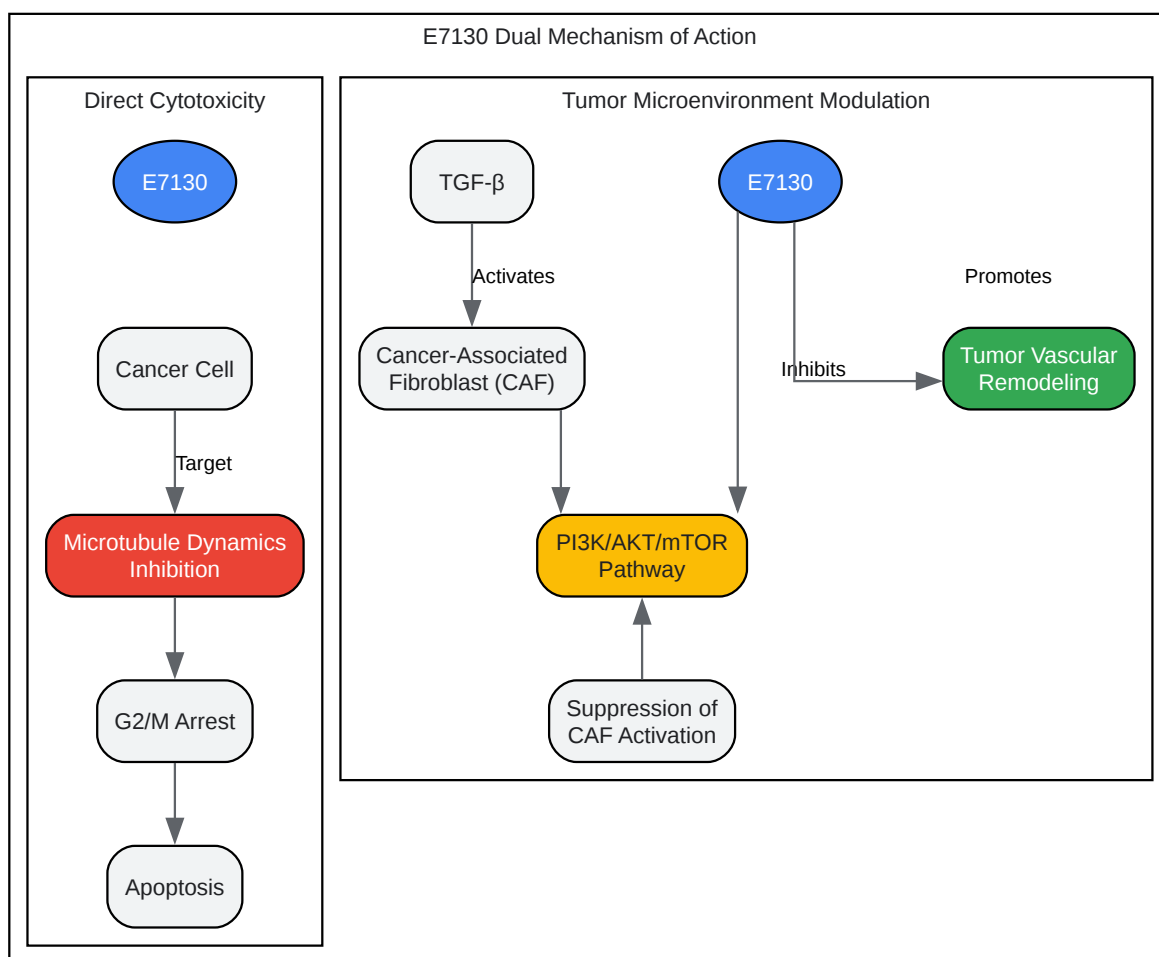 E7130 Dual Mechanism of Action
Direct Cytotoxicity
E7130
Cancer Cell
Target
Microtubule Dynamics
Inhibition
G2/M Arrest
Apoptosis
Tumor Microenvironment Modulation
TGF-β
E7130
Activates
Promotes
Cancer-Associated
Fibroblast (CAF)
Inhibits
Tumor Vascular
Remodeling
PI3K/AKT/mTOR
Pathway
Suppression of
CAF Activation